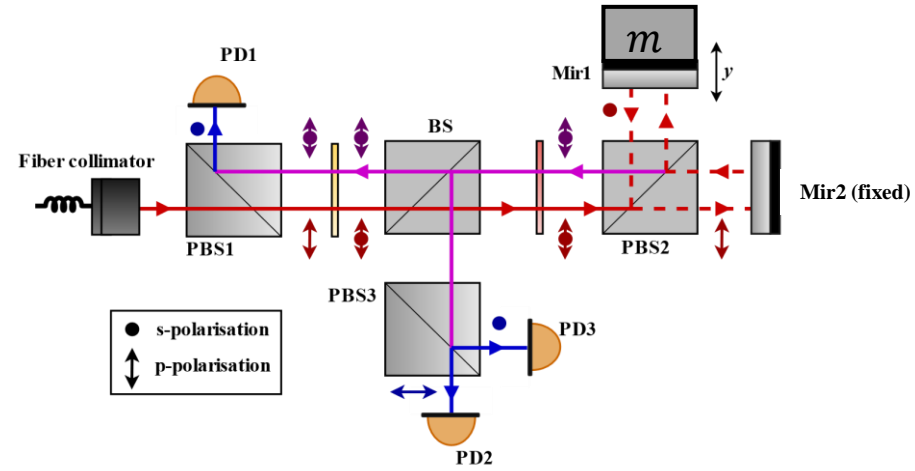 PD1
m
Mir1
y
BS
Fiber collimator
Mir2 (fixed)
PBS1
PBS2
PBS3
s-polarisation
p-polarisation
PD3
PD2